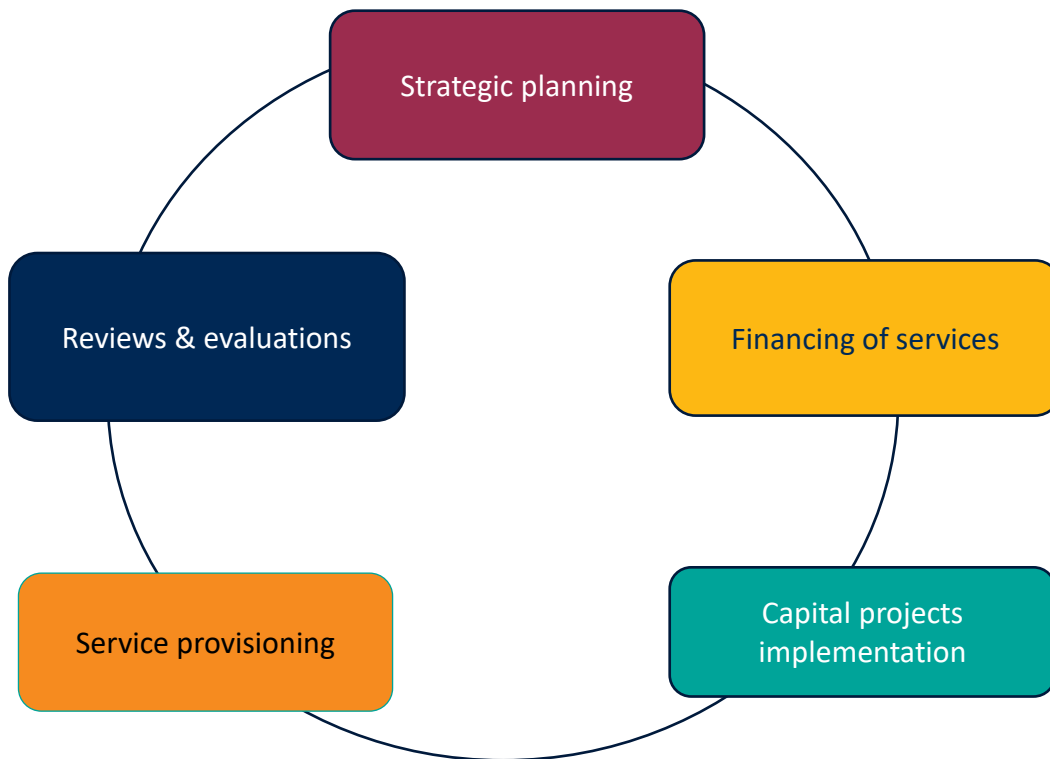 Strategic planning
Reviews & evaluations
Financing of services
Service provisioning
Capital projects
implementation